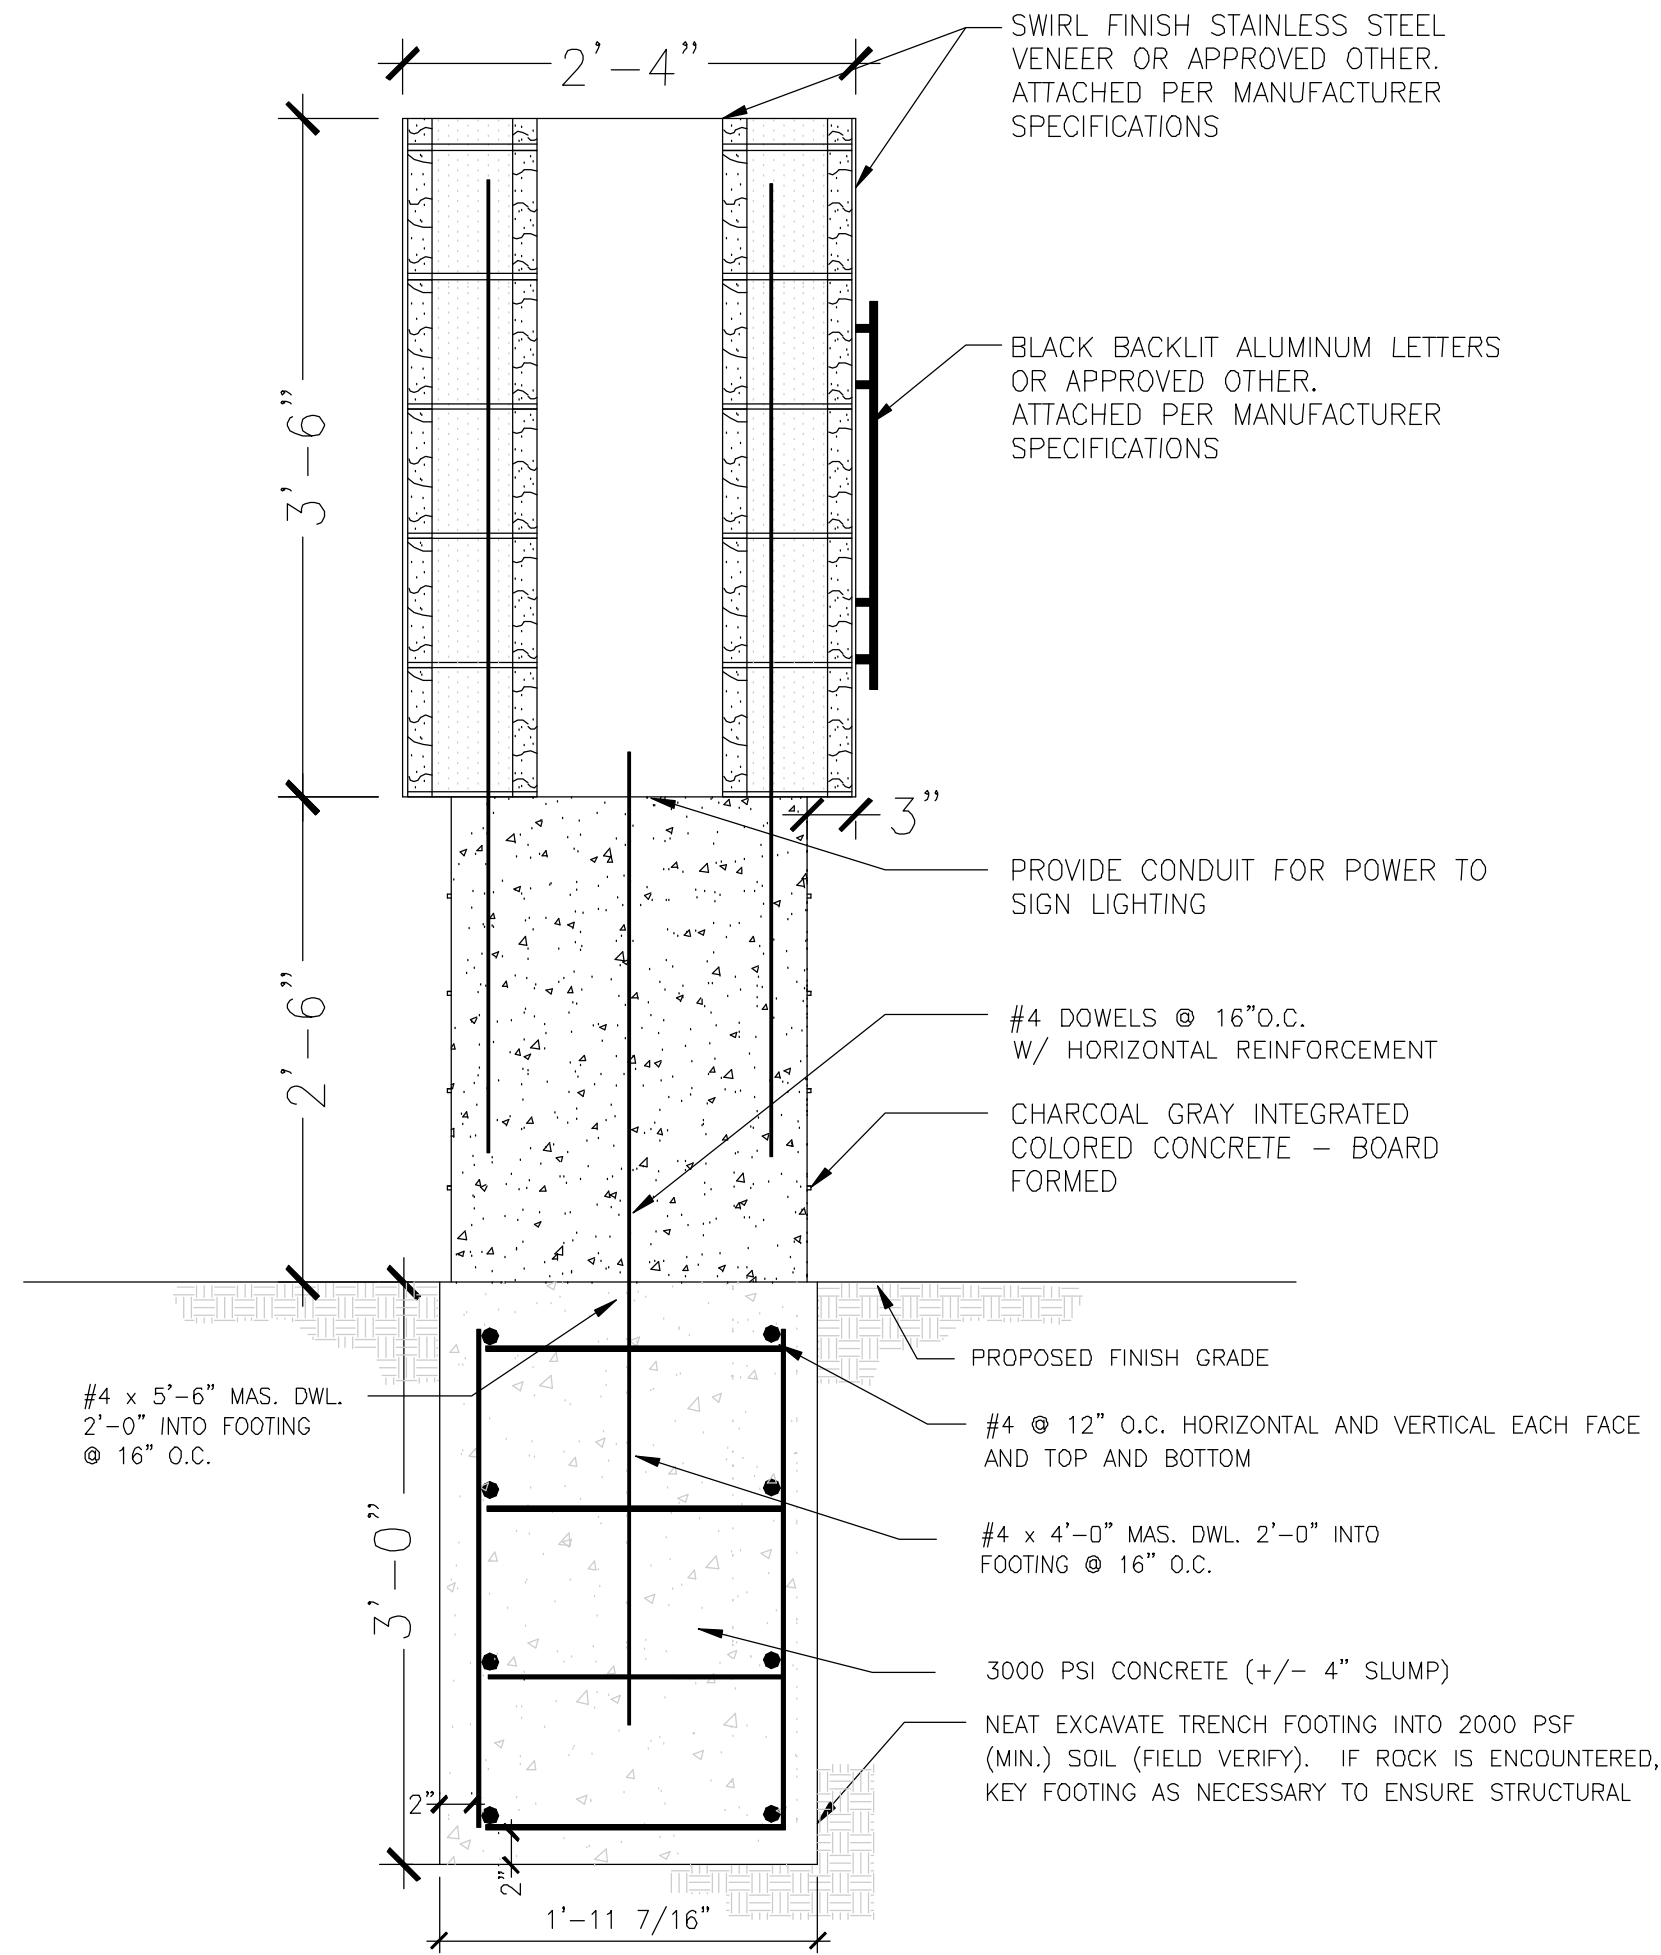 2'-4"
SWIRL FINISH STAINLESS STEEL
VENEER OR APPROVED OTHER.
ATTACHED PER MANUFACTURER
SPECIFICATIONS
3'-6"
BLACK BACKLIT ALUMINUM LETTERS
OR APPROVED OTHER.
ATTACHED PER MANUFACTURER
SPECIFICATIONS
3"
PROVIDE CONDUIT FOR POWER TO
SIGN LIGHTING
2'-6"
#4 DOWELS @ 16"O.C.
W/ HORIZONTAL REINFORCEMENT
CHARCOAL GRAY INTEGRATED
COLORED CONCRETE - BOARD
FORMED
PROPOSED FINISH GRADE
#4 x 5'-6" MAS. DWL.
2'-0" INTO FOOTING
@ 16" O.C.
#4 @ 12" O.C. HORIZONTAL AND VERTICAL EACH FACE
AND TOP AND BOTTOM
3'-0"
#4 x 4'-0" MAS. DWL. 2'-0" INTO
FOOTING @ 16" O.C.
3000 PSI CONCRETE (+/- 4" SLUMP)
NEAT EXCAVATE TRENCH FOOTING INTO 2000 PSF
(MIN.) SOIL (FIELD VERIFY). IF ROCK IS ENCOUNTERED,
KEY FOOTING AS NECESSARY TO ENSURE STRUCTURAL
2"
2"
1'-11 7/16"